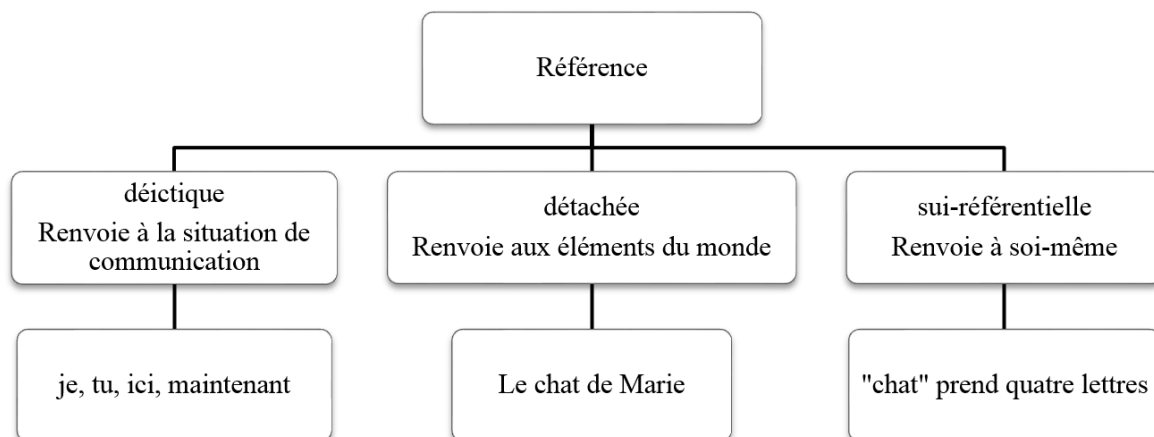 Référence
déictique
Renvoie à la situation de
communication
détachée
Renvoie aux éléments du monde
sui-référentielle
Renvoie à soi-même
je, tu, ici, maintenant
Le chat de Marie
"chat" prend quatre lettres